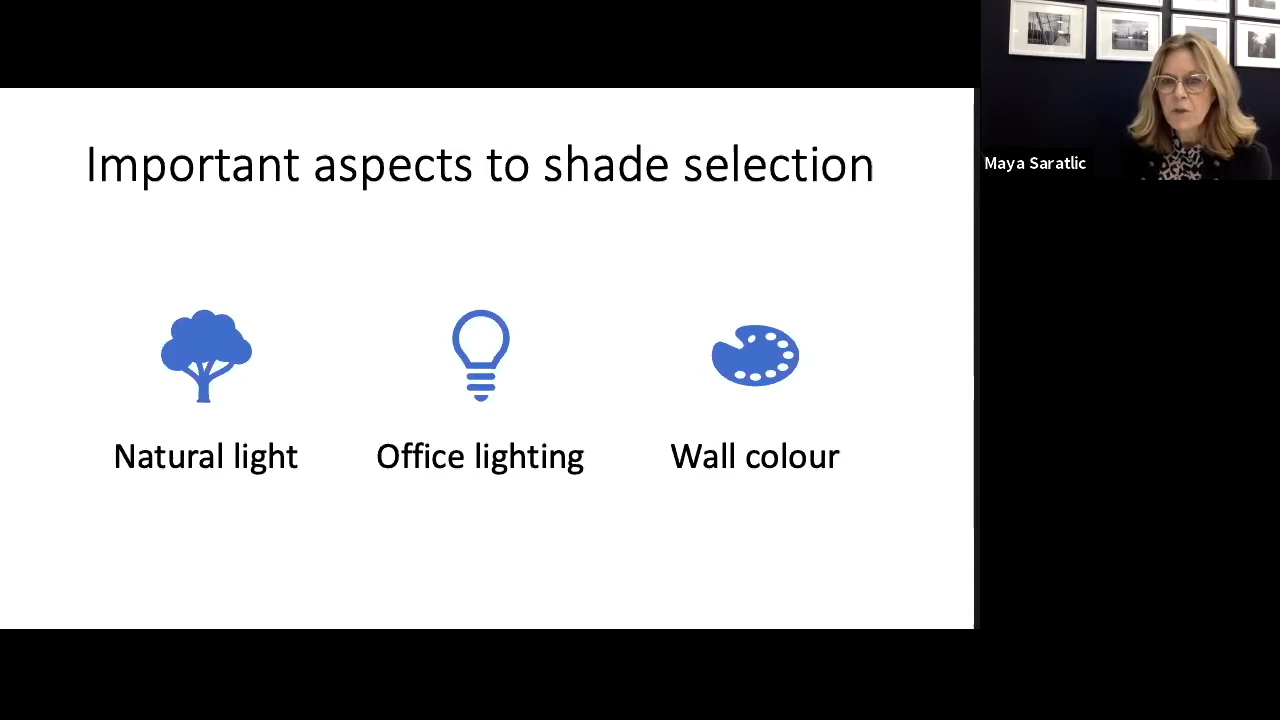 Important aspects to shade selection
Natural light
Office lighting
Wall colour
Maya Saratlic